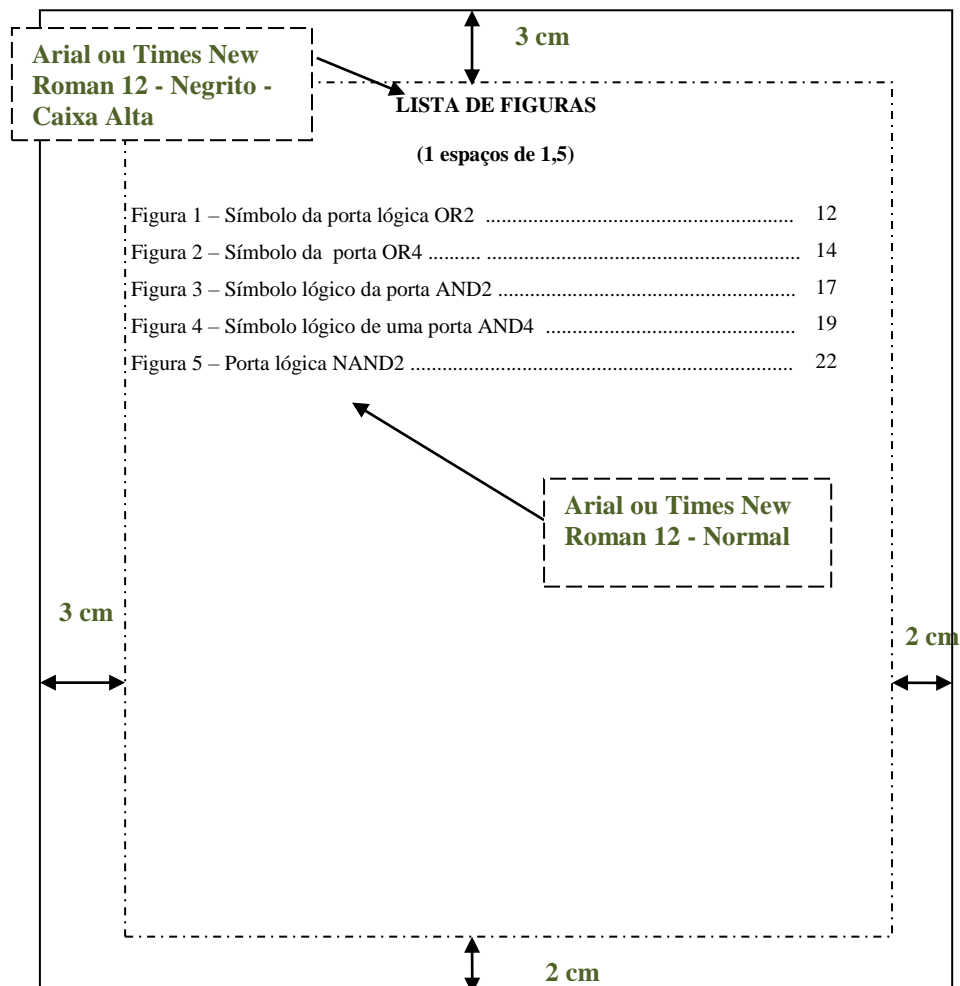 3 cm
Arial ou Times New
Roman 12 - Negrito -
Caixa Alta
LISTA DE FIGURAS
(1 espaços de 1,5)
Figura 1 – Símbolo da porta lógica OR2 ....................................................... 12
Figura 2 – Símbolo da  porta OR4 .......... ........................................................ 14
Figura 3 – Símbolo lógico da porta AND2 ..................................................... 17
Figura 4 – Símbolo lógico de uma porta AND4 ............................................ 19
Figura 5 – Porta lógica NAND2 .................................................................... 22
Arial ou Times New
Roman 12 - Normal
3 cm
2 cm
2 cm